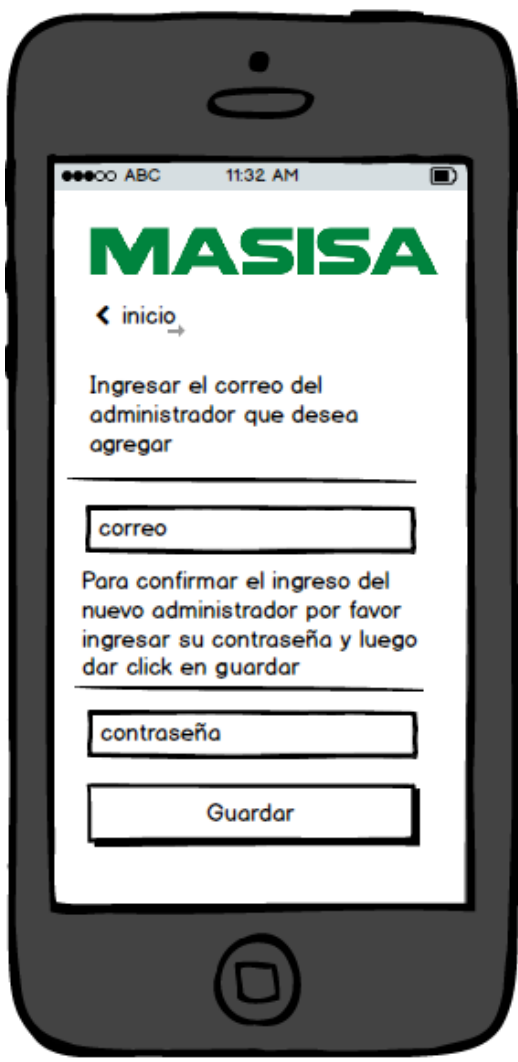 ABC 11:32 AM
MASISA
inicio
Ingresar el correo del
administrador que desea
agregar
correo
Para confirmar el ingreso del
nuevo administrador por favor
ingresar su contraseña y luego
dar click en guardar
contraseña
Guardar